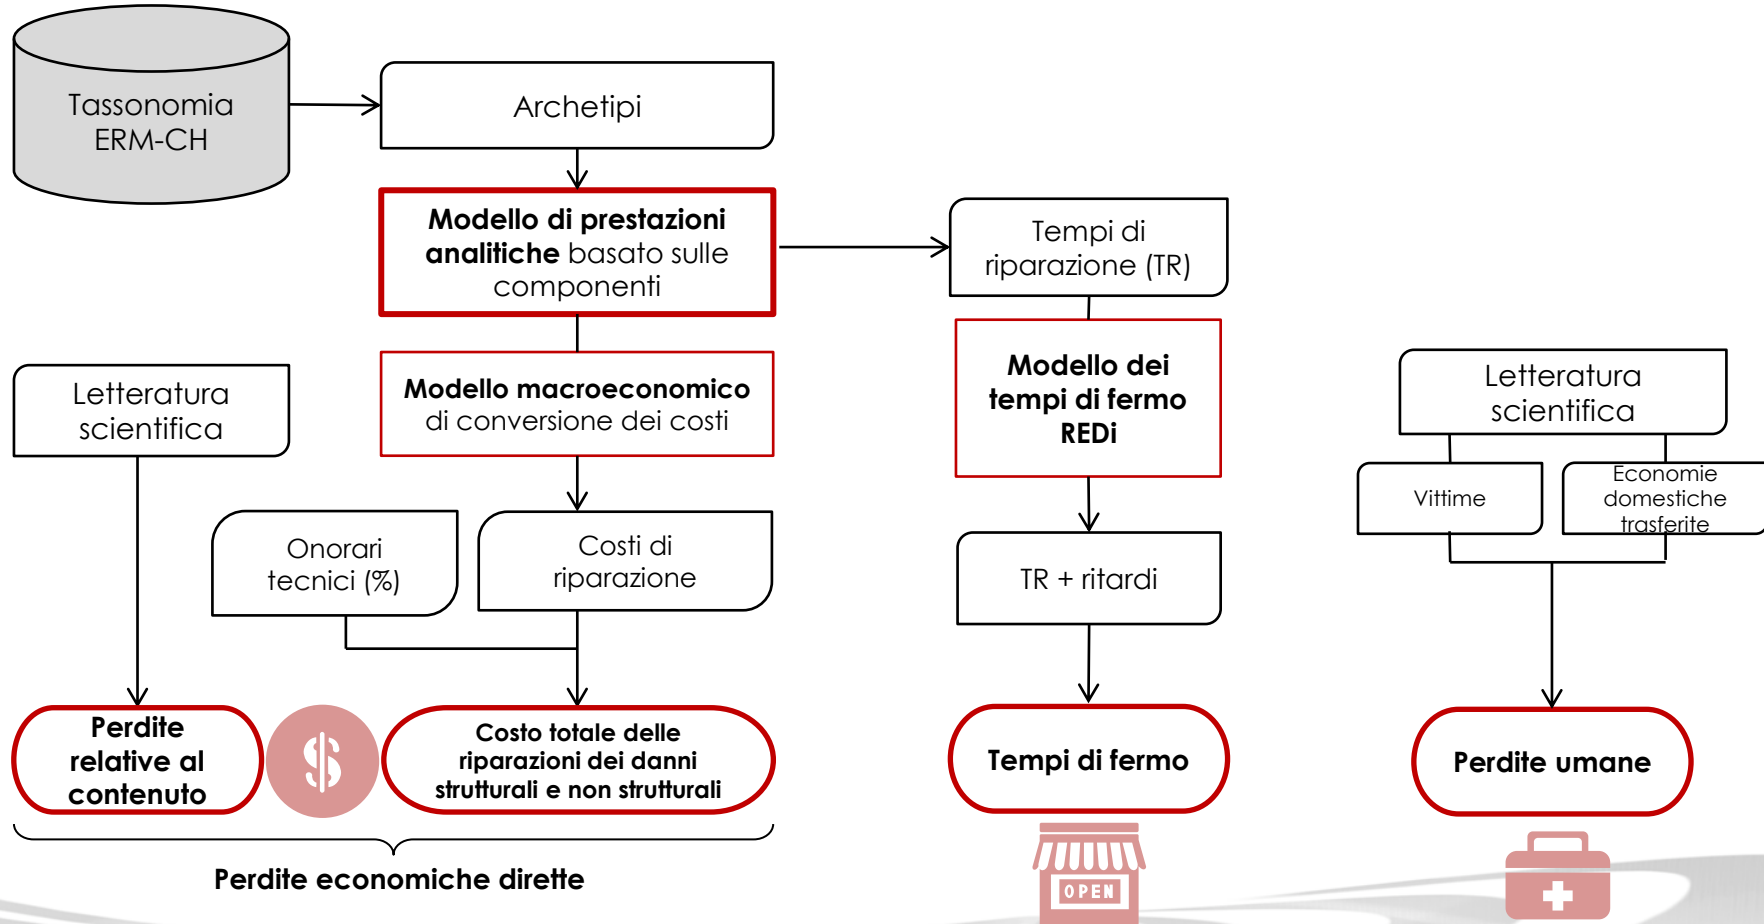 Tassonomia
ERM-CH
Archetipi
Modello di prestazioni
analitiche basato sulle
componenti
Tempi di
riparazione (TR)
Modello macroeconomico
di conversione dei costi
Modello dei
tempi di fermo
REDi
Letteratura
scientifica
Letteratura
scientifica
Vittime
Economie
domestiche
trasferite
Onorari
tecnici (%)
Costi di
riparazione
TR + ritardi
Perdite
relative al
contenuto
$
Costo totale delle
riparazioni dei danni
strutturali e non strutturali
Tempi di fermo
Perdite umane
Perdite economiche dirette
OPEN